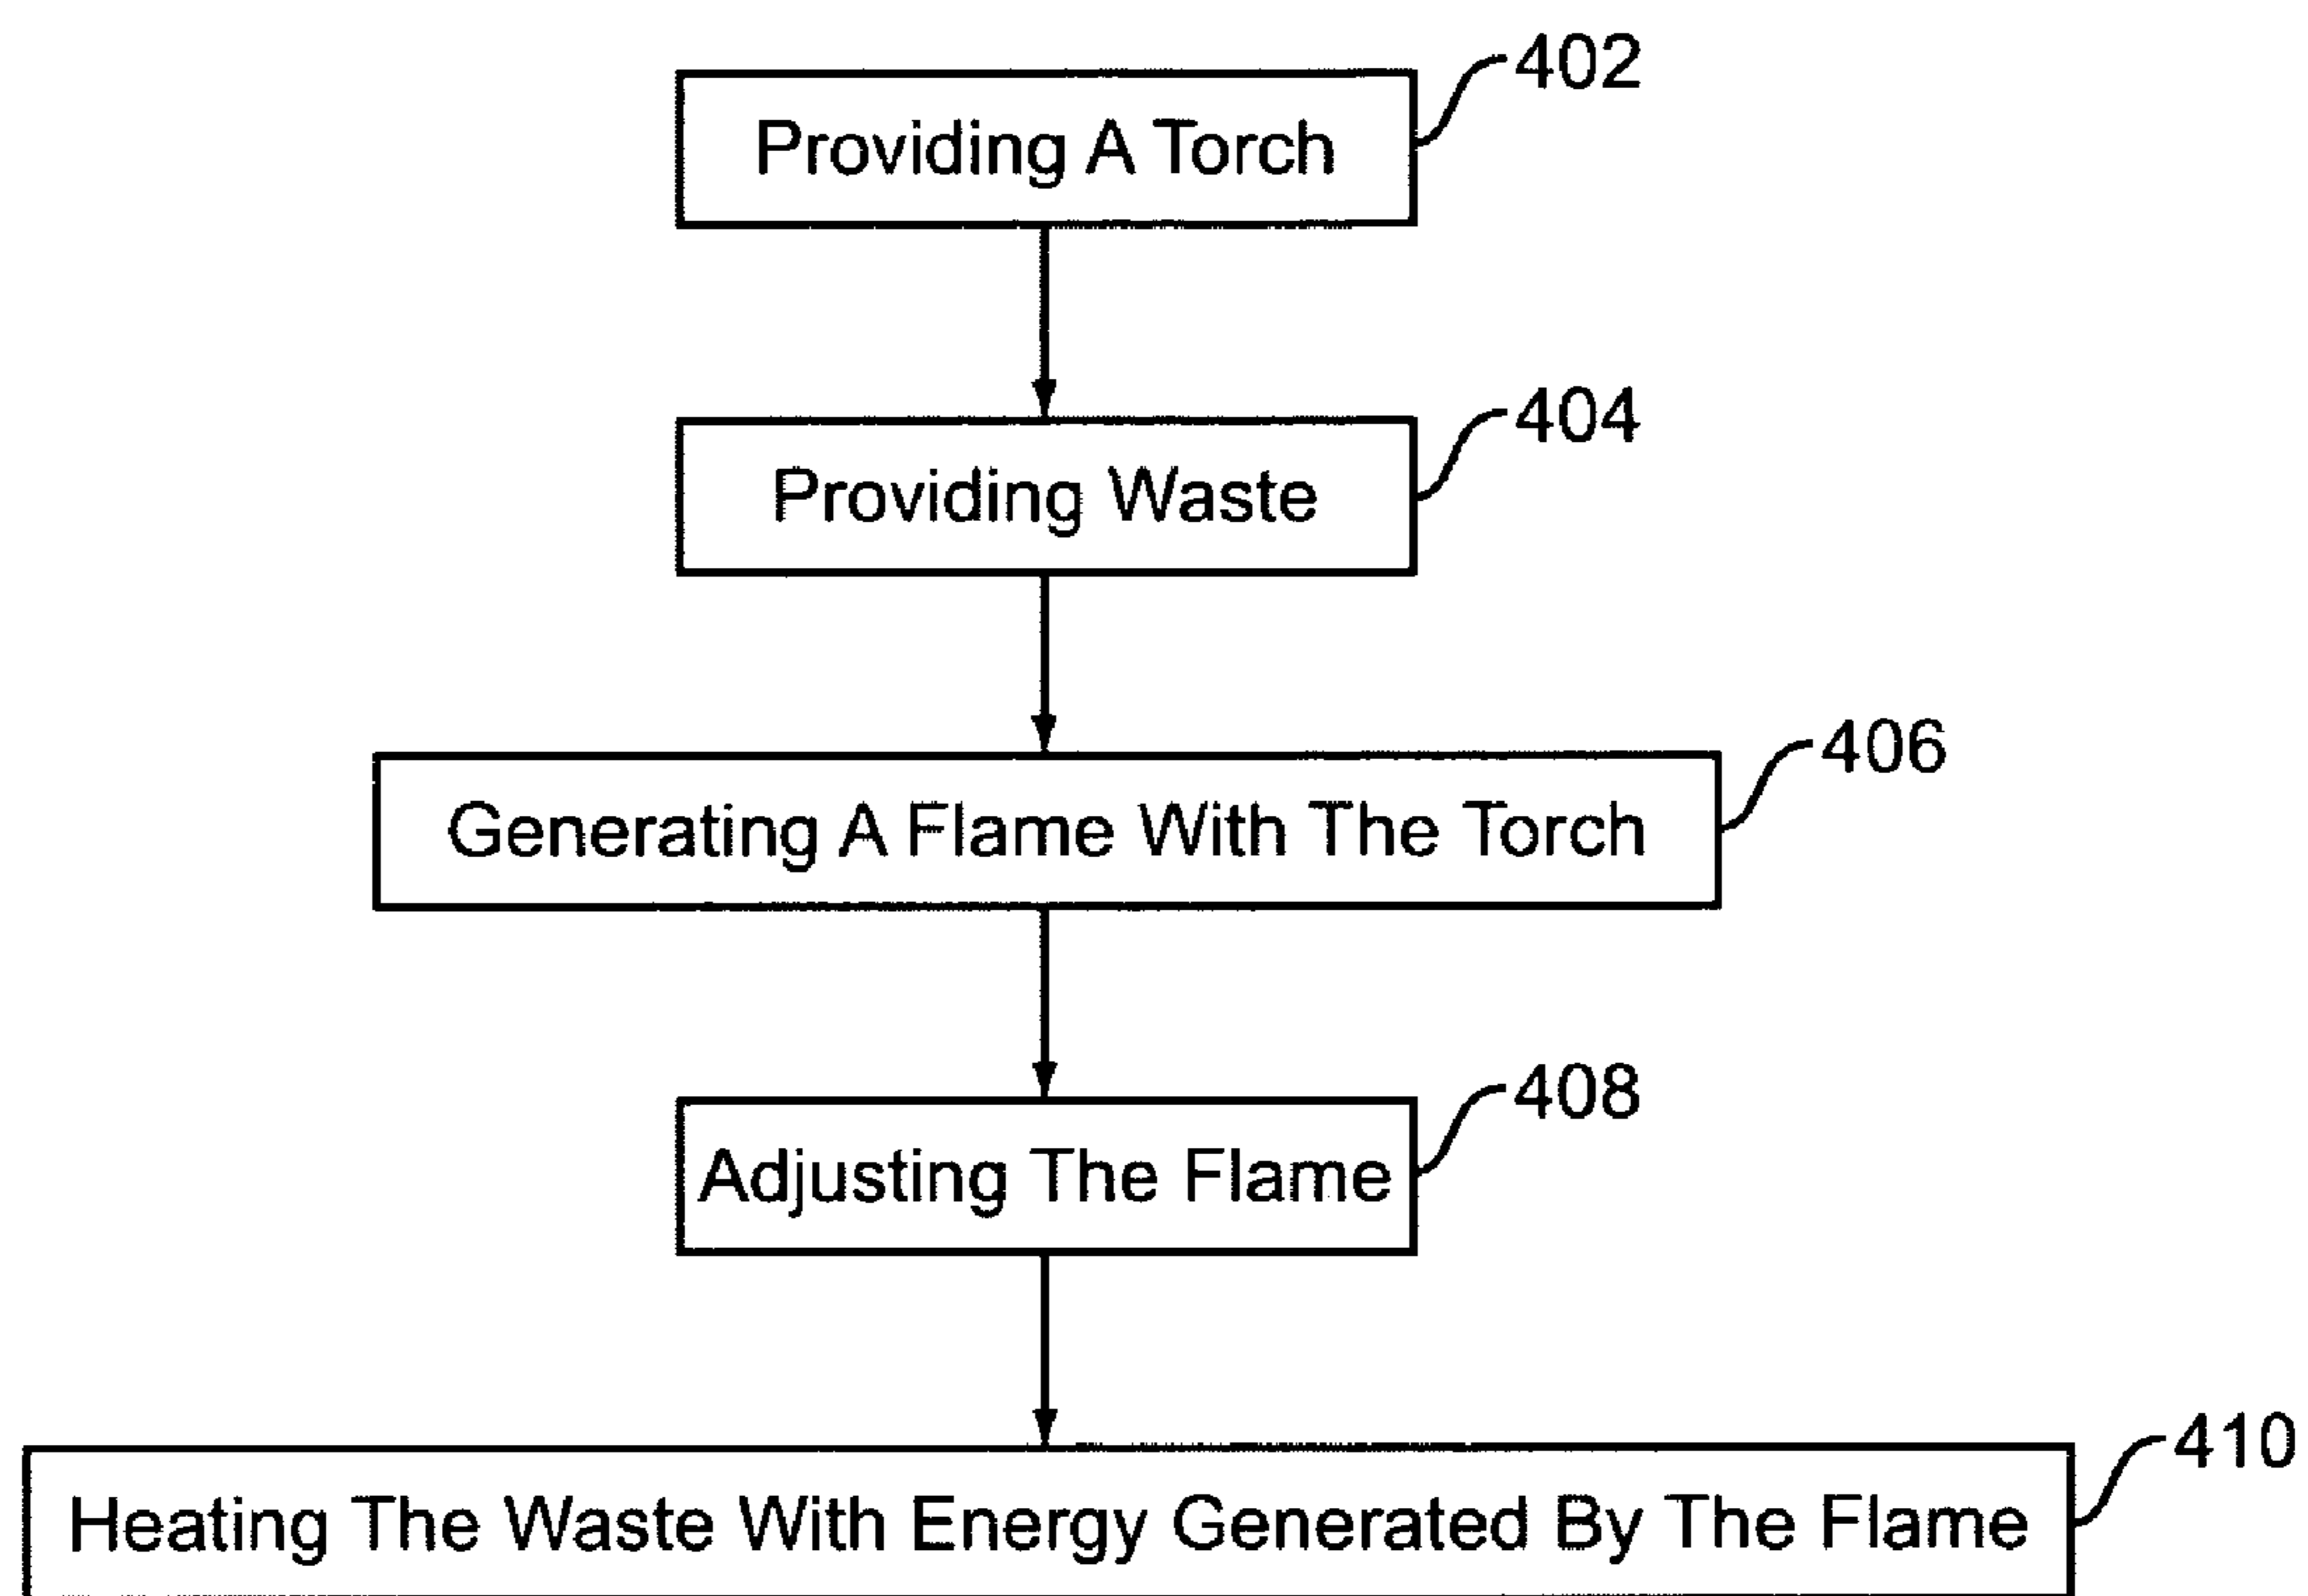 402
Providing A Torch
404
Providing Waste
406
Generating A Flame With The Torch
408
Adjusting The Flame
410
Heating The Waste With Energy Generated By The Flame